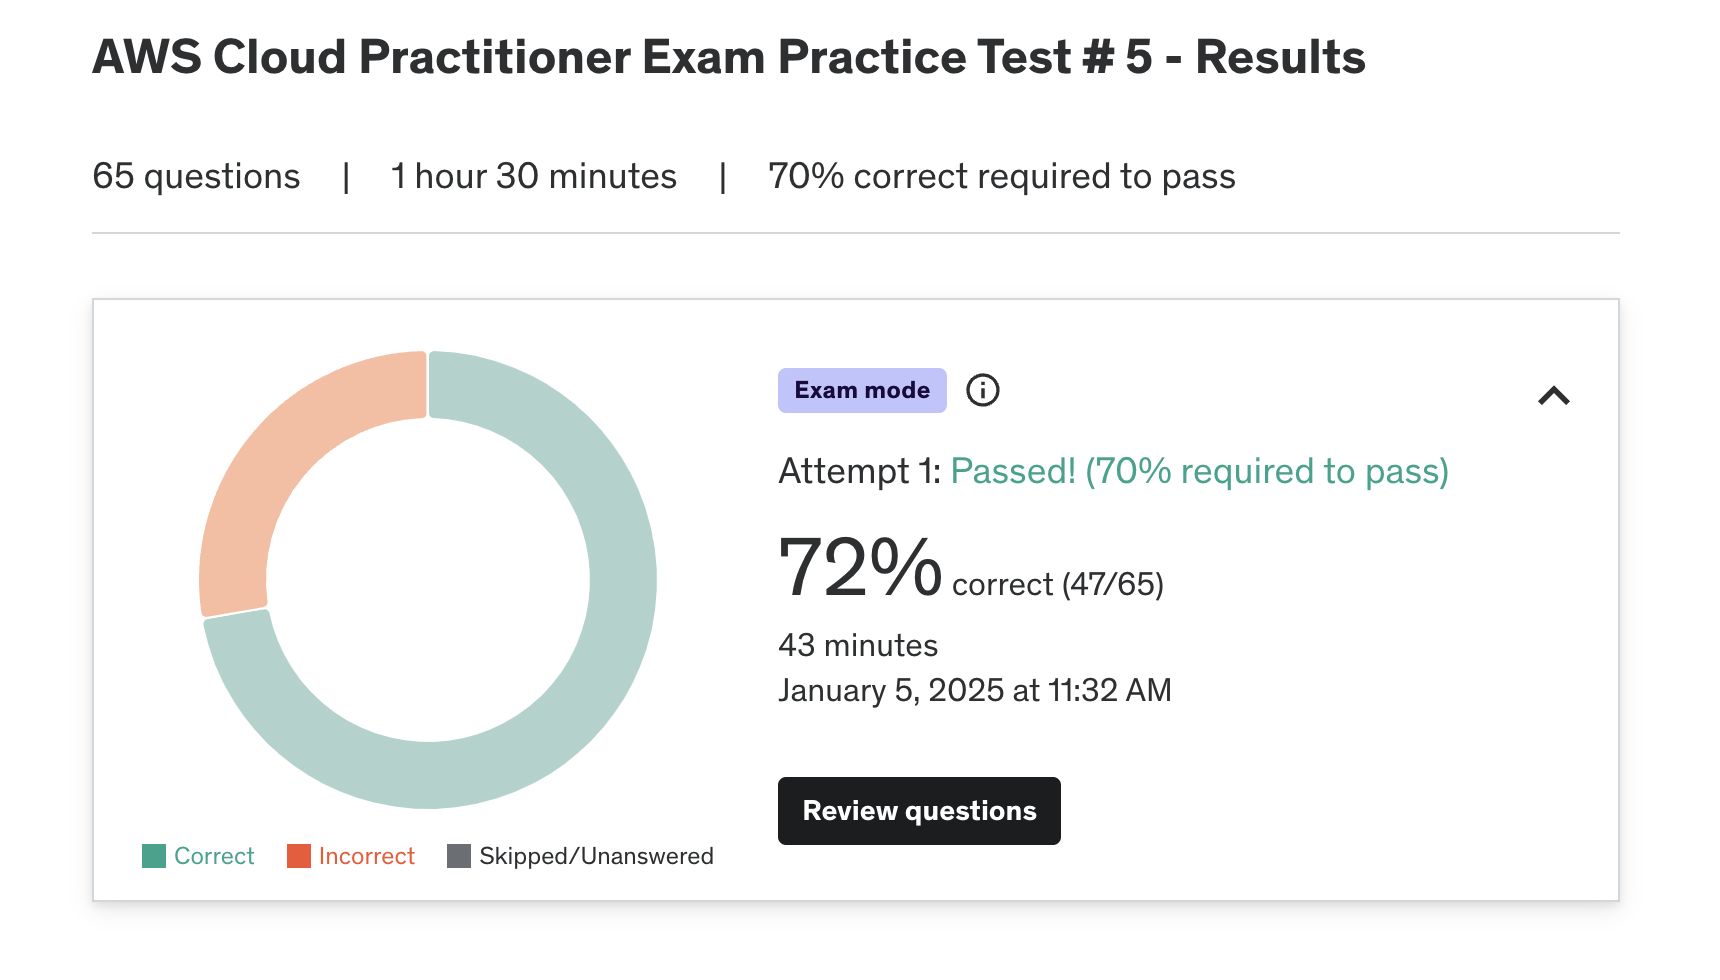 AWS Cloud Practitioner Exam Practice Test # 5 - Results
65 questions | 1 hour 30 minutes | 70% correct required to pass
Exam mode
Attempt 1: Passed! (70% required to pass)
72% correct (47/65)
43 minutes
January 5, 2025 at 11:32 AM
Review questions
Correct Incorrect Skipped/Unanswered